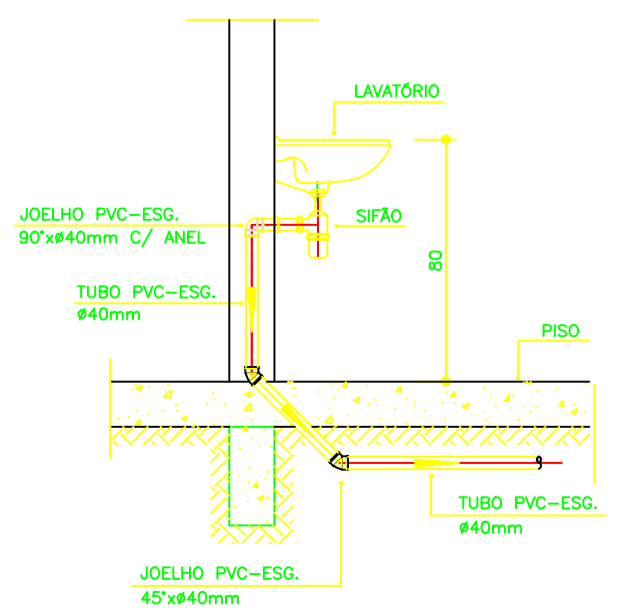 LAVATÓRIO
JOELHO PVC-ESG.
90°xø40mm C/ ANEL
SIFÃO
80
TUBO PVC-ESG.
ø40mm
PISO
TUBO PVC-ESG.
ø40mm
JOELHO PVC-ESG.
45°xø40mm